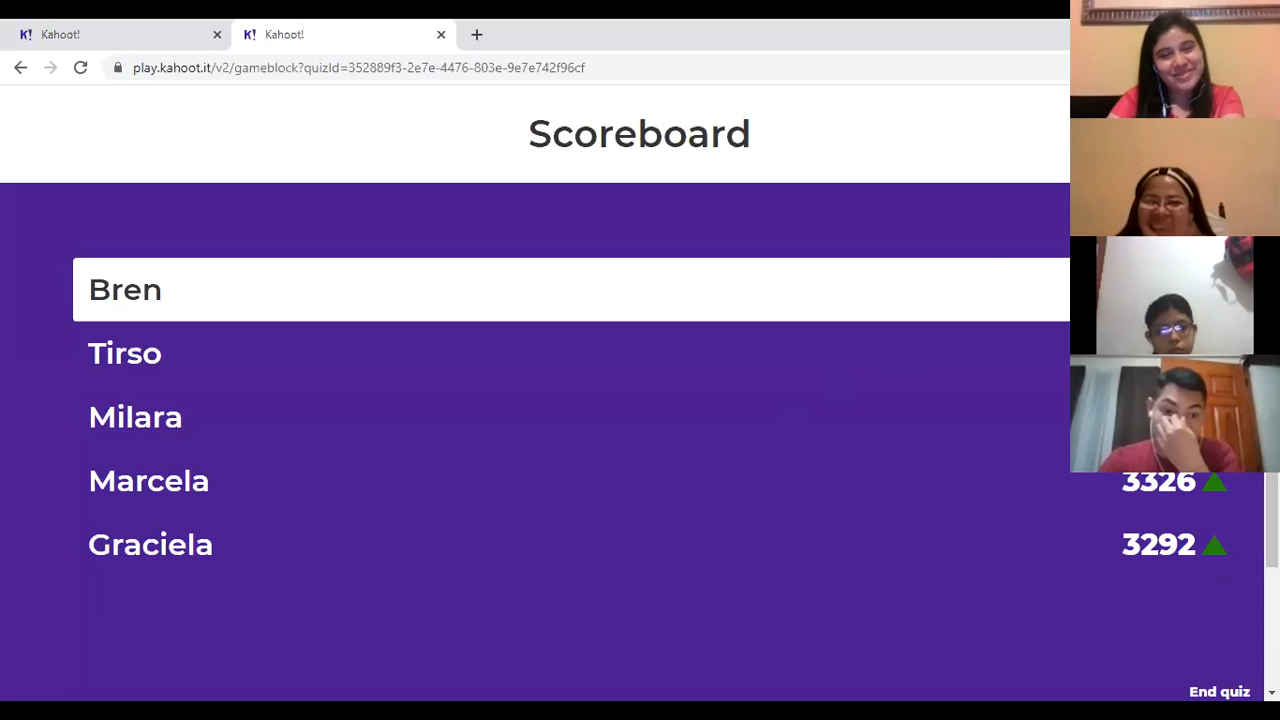 K! Kahoot!
K! Kahoot!
play.kahoot.it/v2/gameblock?quizId=352889f3-2e7e-4476-803e-9e7e742f96cf
Scoreboard
Bren
Tirso
Milara
Marcela 3326
Graciela 3292
End quiz